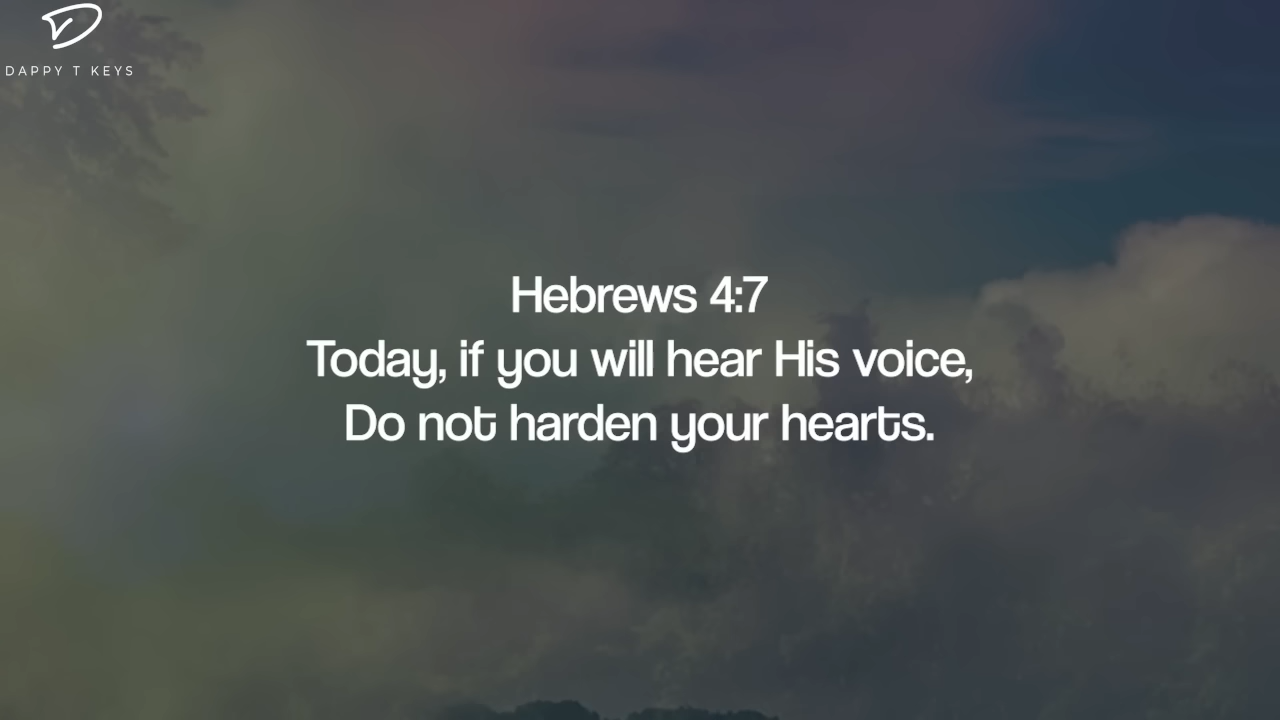 DAPPY T KEYS
Hebrews 4:7
Today, if you will hear His voice,
Do not harden your hearts.